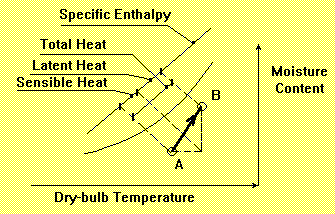 Specific Enthalpy
Total Heat
Latent Heat
Sensible Heat
Moisture
Content
B
A
Dry-bulb Temperature